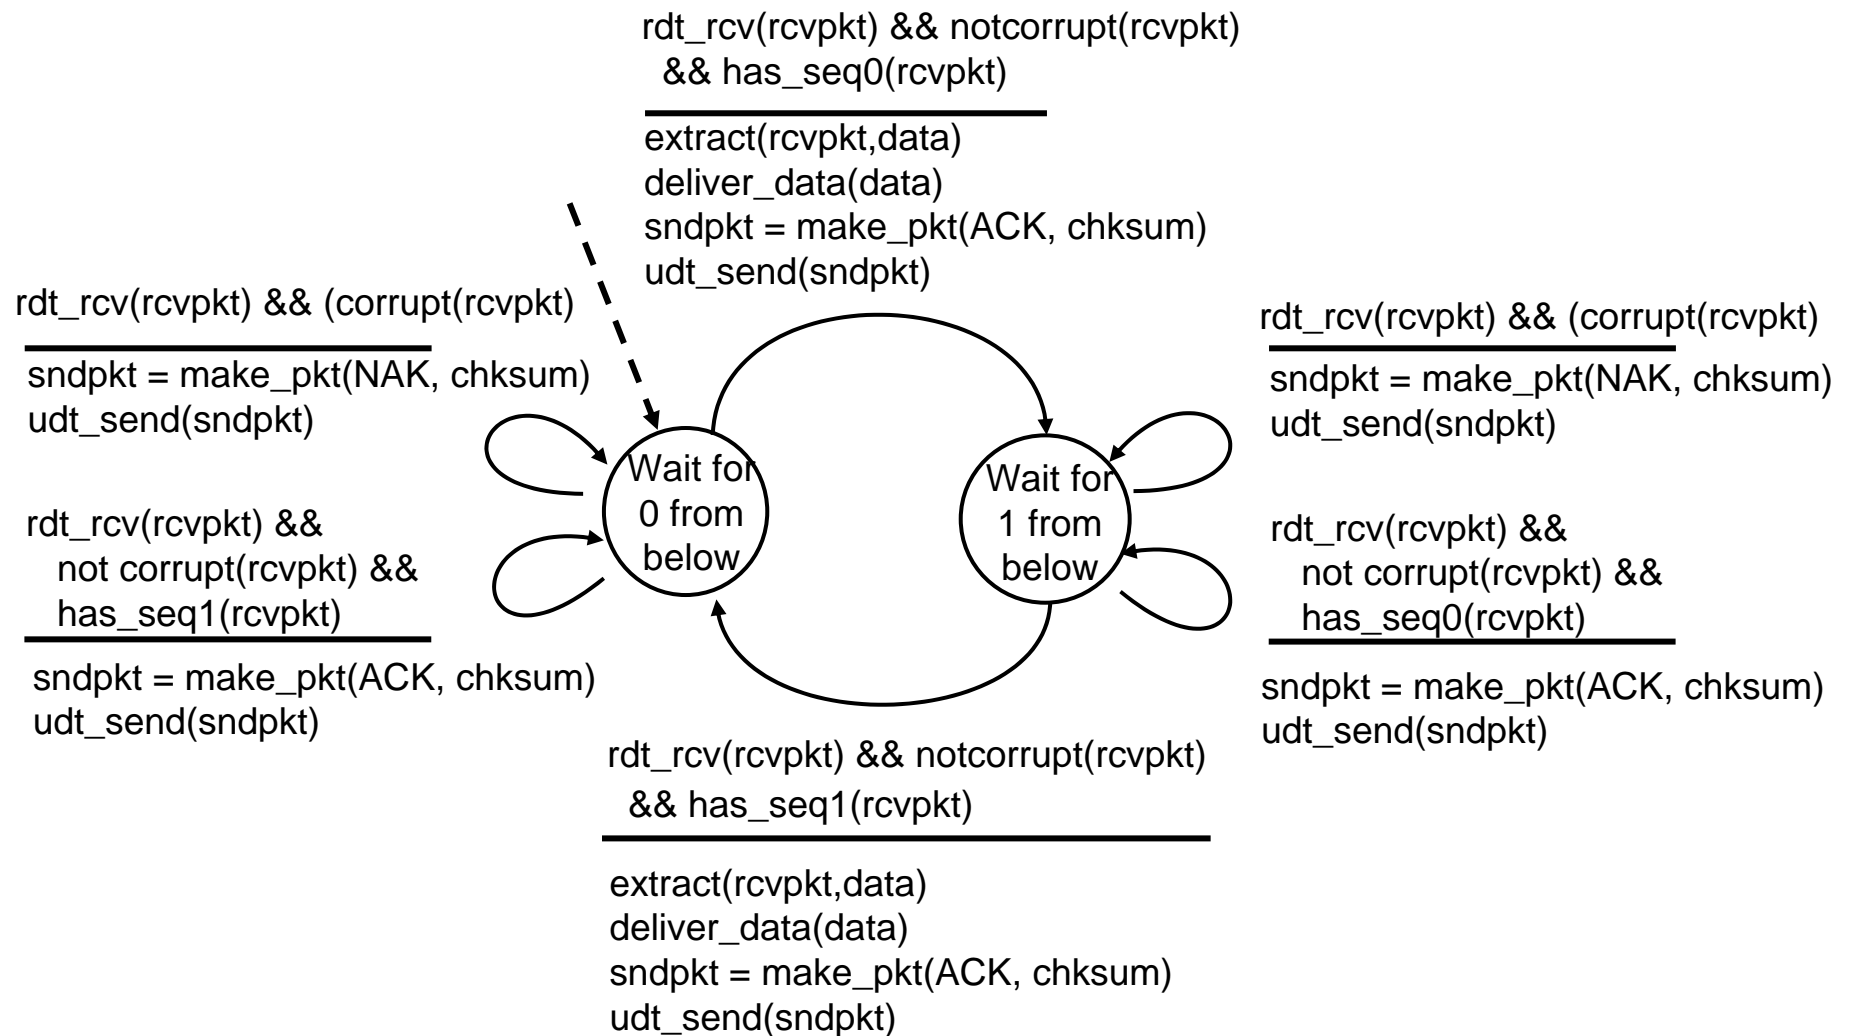 rdt_rcv(rcvpkt) && notcorrupt(rcvpkt)
&& has_seq0(rcvpkt)
extract(rcvpkt,data)
deliver_data(data)
sndpkt = make_pkt(ACK, chksum)
udt_send(sndpkt)
rdt_rcv(rcvpkt) && (corrupt(rcvpkt)
sndpkt = make_pkt(NAK, chksum)
udt_send(sndpkt)
rdt_rcv(rcvpkt) &&
not corrupt(rcvpkt) &&
has_seq1(rcvpkt)
sndpkt = make_pkt(ACK, chksum)
udt_send(sndpkt)
Wait for
0 from
below
Wait for
1 from
below
rdt_rcv(rcvpkt) && (corrupt(rcvpkt)
sndpkt = make_pkt(NAK, chksum)
udt_send(sndpkt)
rdt_rcv(rcvpkt) &&
not corrupt(rcvpkt) &&
has_seq0(rcvpkt)
sndpkt = make_pkt(ACK, chksum)
udt_send(sndpkt)
rdt_rcv(rcvpkt) && notcorrupt(rcvpkt)
&& has_seq1(rcvpkt)
extract(rcvpkt,data)
deliver_data(data)
sndpkt = make_pkt(ACK, chksum)
udt_send(sndpkt)